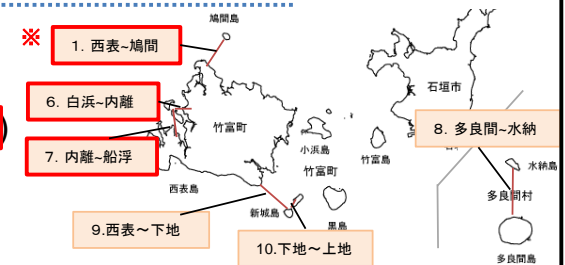 鳩間島
※
1. 西表~鳩間
石垣市
6. 白浜~内離
竹富町
8. 多良間~水納
小浜島
7. 内離~船浮
竹富町
竹富島
水納島
西表島
多良間村
新城島
黒島
9.西表～下地
10.下地～上地
多良間島